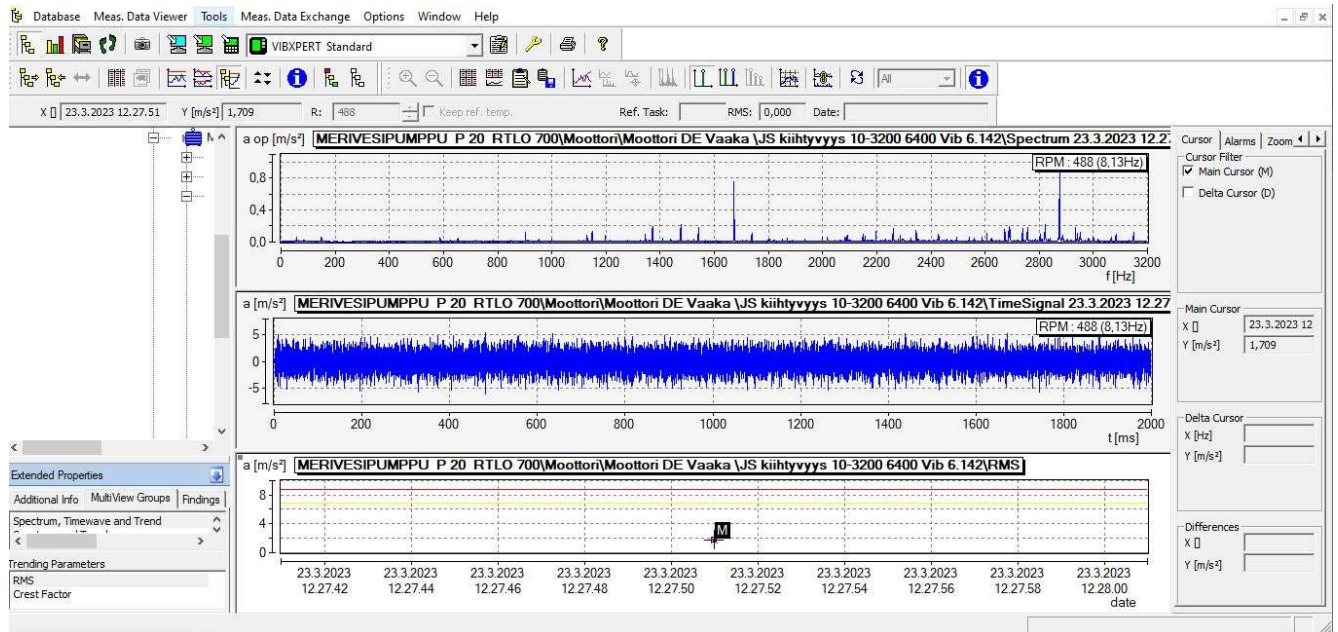 Database Meas. Data Viewer Tools Meas. Data Exchange Options Window Help
VIBXPERT Standard
All
X [] 23.3.2023 12.27.51 Y [m/s²] 1,709 R: 488 Keep ref. temp. Ref. Task: RMS: 0,000 Date:
a op [m/s²] MERIVESIPUMPPU P 20 RTLO 700\Moottori\Moottori DE Vaaka \JS kiihtyvyys 10-3200 6400 Vib 6.142\Spectrum 23.3.2023 12.27
RPM : 488 (8,13Hz)
0,8
0,4
0,0
0 200 400 600 800 1000 1200 1400 1600 1800 2000 2200 2400 2600 2800 3000 3200
f [Hz]
a [m/s²] MERIVESIPUMPPU P 20 RTLO 700\Moottori\Moottori DE Vaaka \JS kiihtyvyys 10-3200 6400 Vib 6.142\TimeSignal 23.3.2023 12.27
RPM : 488 (8,13Hz)
5
0
-5
0 200 400 600 800 1000 1200 1400 1600 1800 2000
t [ms]
a [m/s²] MERIVESIPUMPPU P 20 RTLO 700\Moottori\Moottori DE Vaaka \JS kiihtyvyys 10-3200 6400 Vib 6.142\RMS
8
4
0
M
23.3.2023 23.3.2023 23.3.2023 23.3.2023 23.3.2023 23.3.2023 23.3.2023 23.3.2023 23.3.2023 23.3.2023
12.27.42 12.27.44 12.27.46 12.27.48 12.27.50 12.27.52 12.27.54 12.27.56 12.27.58 12.28.00
date
Extended Properties
Additional Info MultiView Groups Findings
Spectrum, Timewave and Trend
Trending Parameters
RMS
Crest Factor
Cursor Alarms Zoom
Cursor Filter
Main Cursor (M)
Delta Cursor (D)
Main Cursor
X [] 23.3.2023 12
Y [m/s²] 1,709
Delta Cursor
X [Hz]
Y [m/s²]
Differences
X []
Y [m/s²]